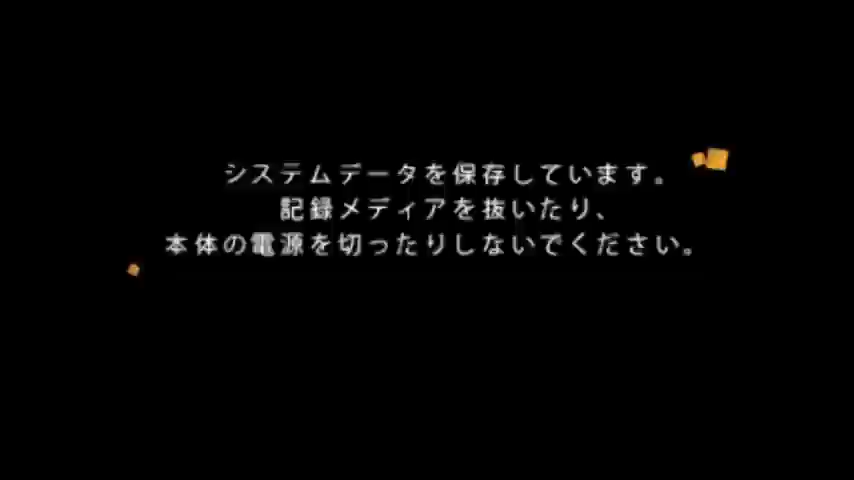 システムデータを保存しています。
記録メディアを抜いたり、
本体の電源を切ったりしないでください。